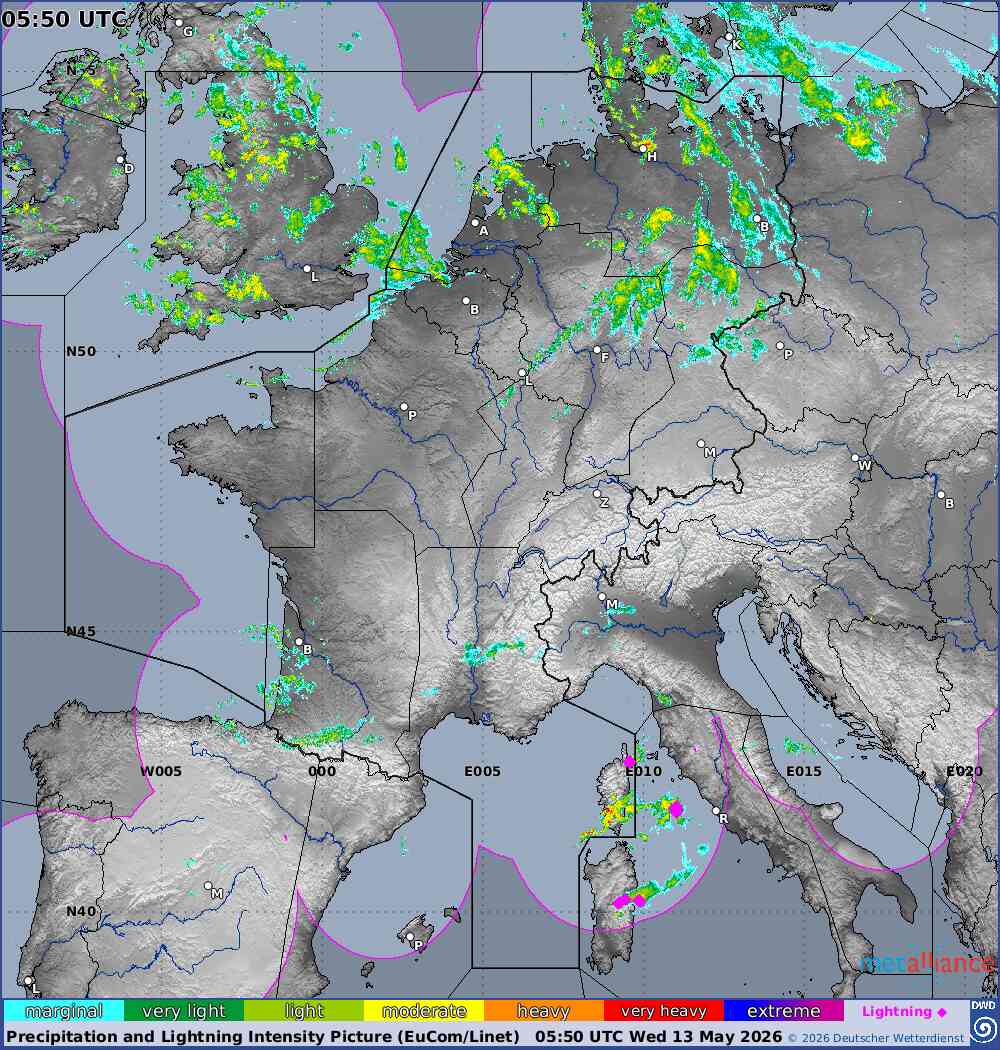 05:50 UTC
G
K
N55
D
H
A
B
L
B
N50
F
P
L
P
M
W
Z
B
M
N45
B
W005
000
E005
E010
E015
E020
R
M
N40
P
L
metalliance
marginal very light light moderate heavy very heavy extreme Lightning ◆
DWD
Precipitation and Lightning Intensity Picture (EuCom/Linet) 05:50 UTC Wed 13 May 2026 © 2026 Deutscher Wetterdienst